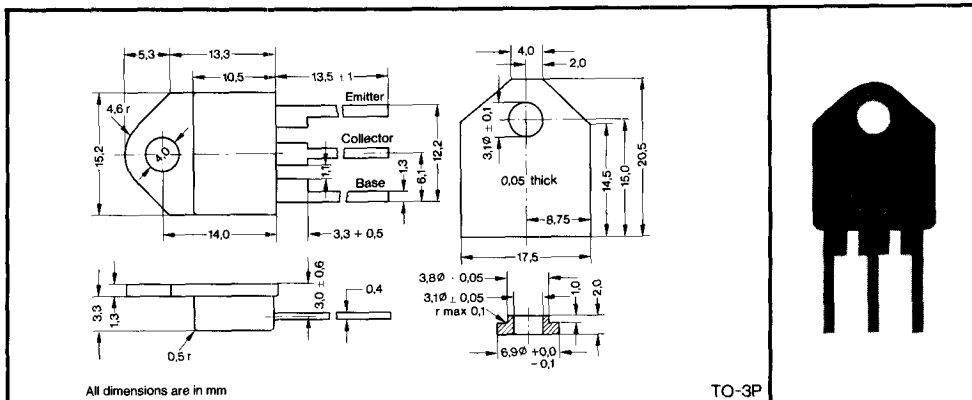 5,3
13,3
10,5
13,5 ± 1
4,6 r
15,2
4,0
Emitter
Collector
Base
1,1
1,3
6,1
12,2
14,0
3,3 + 0,5
3,3
1,3
3,0 ± 0,6
0,4
0,5 r
4,0
2,0
3,1Ø ± 0,1
0,05 thick
14,5
15,0
20,5
8,75
17,5
3,8Ø - 0,05
3,1Ø ± 0,05
r max 0,1
1,0
2,0
6,9Ø +0,0
- 0,1
All dimensions are in mm
TO-3P